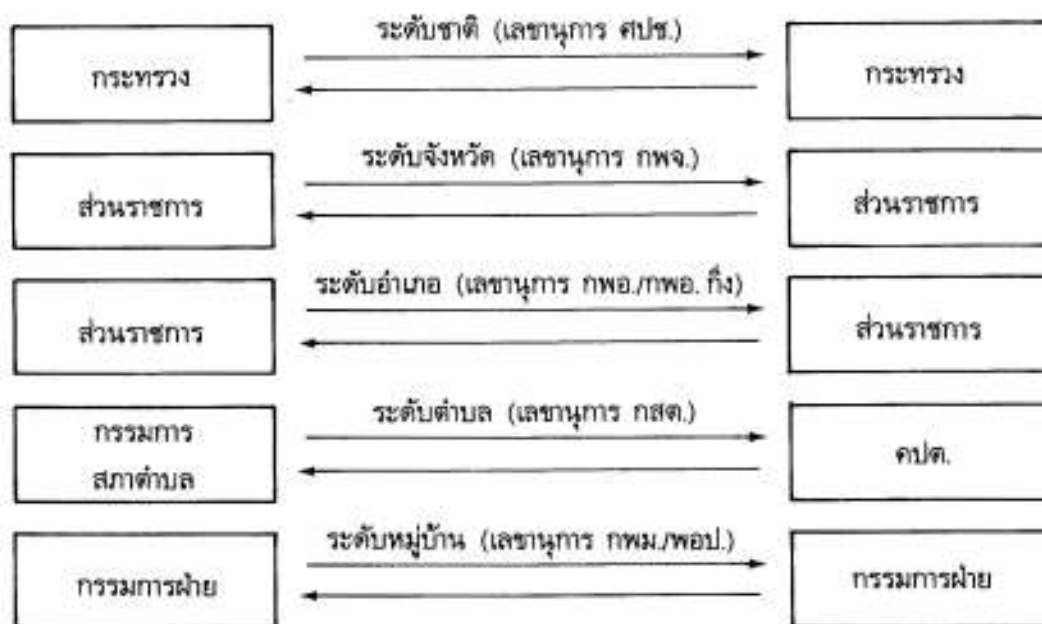 ระดับชาติ (เลขานุการ ศปช.)
กระทรวง
กระทรวง
ระดับจังหวัด (เลขานุการ กพจ.)
ส่วนราชการ
ส่วนราชการ
ระดับอำเภอ (เลขานุการ กพอ./กพอ. กิ่ง)
ส่วนราชการ
ส่วนราชการ
ระดับตำบล (เลขานุการ กสต.)
กรรมการ
สภาตำบล
คปต.
ระดับหมู่บ้าน (เลขานุการ กพม./พอป.)
กรรมการฝ่าย
กรรมการฝ่าย